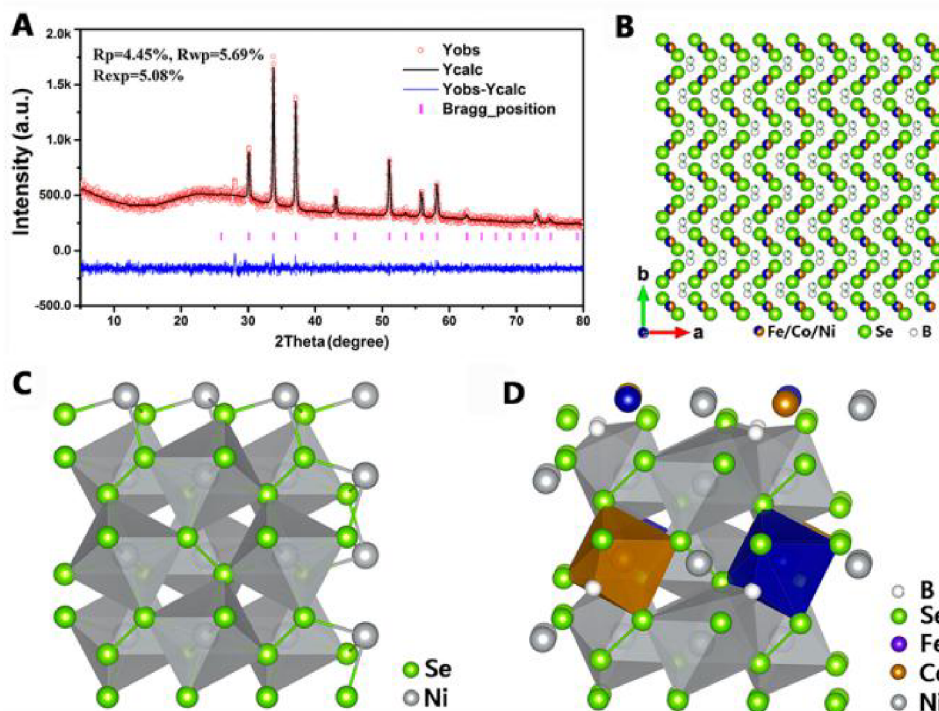 A
2.0k
1.5k
1.0k
500.0
0.0
-500.0
Intensity (a.u.)
Rp=4.45%, Rwp=5.69%
Rexp=5.08%
Yobs
Ycalc
Yobs-Ycalc
Bragg_position
10 20 30 40 50 60 70 80
2Theta (degree)
B
b
a
Fe/Co/Ni Se B
C
Se
Ni
D
B
Se
Fe
Co
Ni